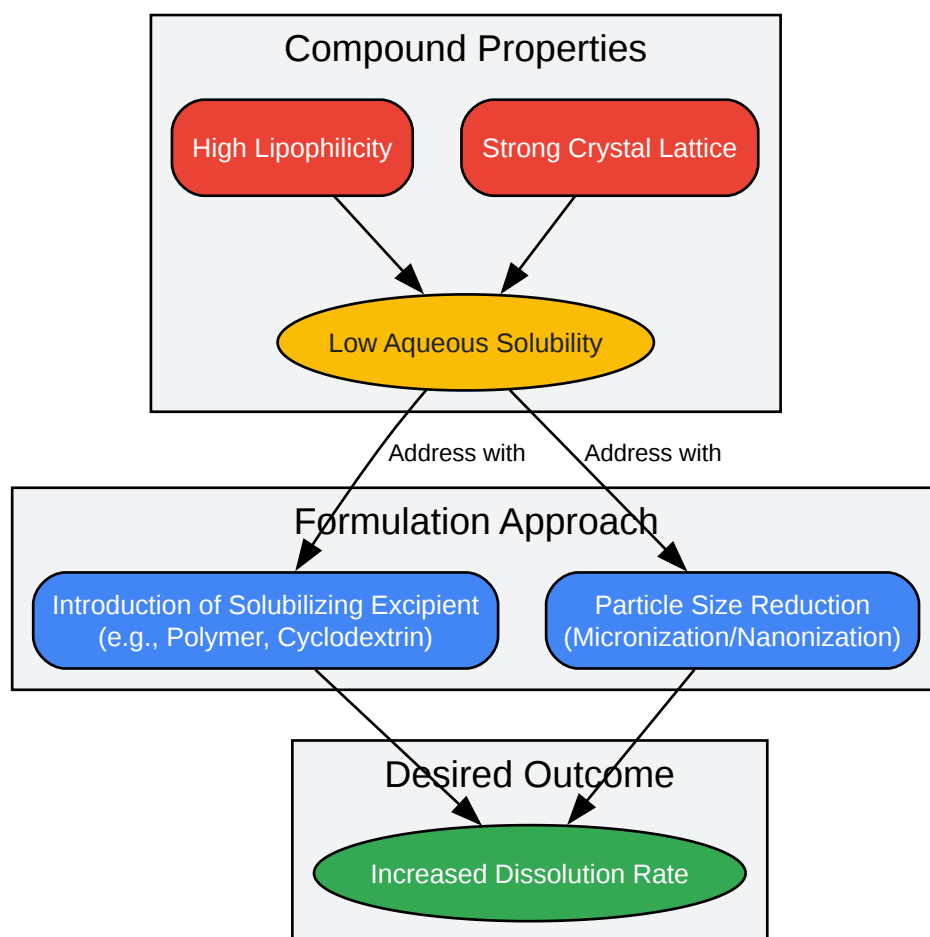 Compound Properties
High Lipophilicity
Strong Crystal Lattice
Low Aqueous Solubility
Address with
Address with
Formulation Approach
Introduction of Solubilizing Excipient
(e.g., Polymer, Cyclodextrin)
Particle Size Reduction
(Micronization/Nanonization)
Desired Outcome
Increased Dissolution Rate